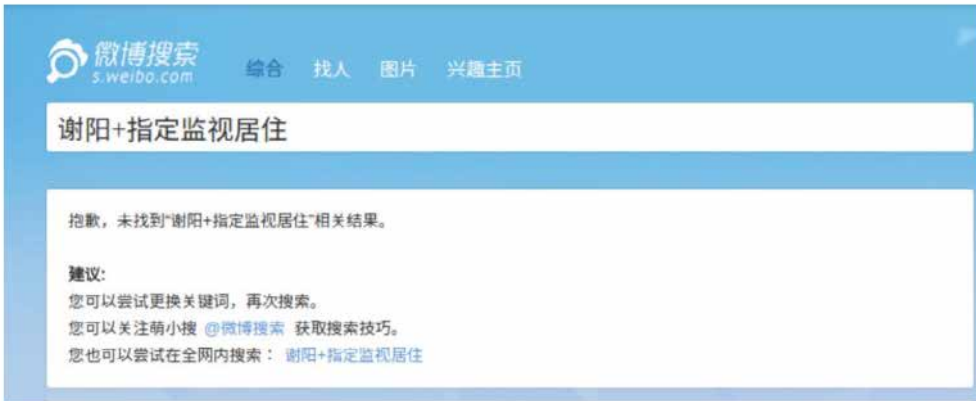 微博搜索
s.weibo.com
综合 找人 图片 兴趣主页
谢阳+指定监视居住
抱歉，未找到“谢阳+指定监视居住”相关结果。
建议:
您可以尝试更换关键词，再次搜索。
您可以关注萌小搜 @微博搜索 获取搜索技巧。
您也可以尝试在全网内搜索： 谢阳+指定监视居住